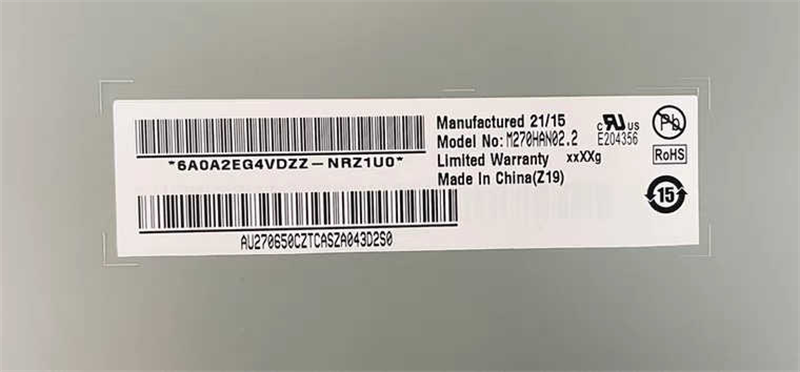 *6A0A2EG4VDZZ-NRZ1U0*
AU270650CZTCASZA043D2S0
Manufactured 21/15
Model No: M270HAN02.2
Limited Warranty xxXXg
Made In China(Z19)
c RU US
E204356
Pb
RoHS
15